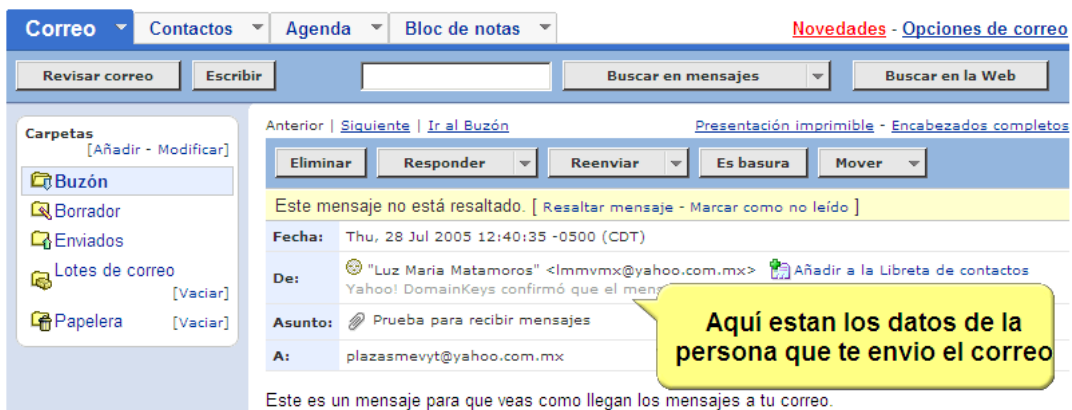 Correo Contactos Agenda Bloc de notas Novedades - Opciones de correo
Revisar correo Escribir Buscar en mensajes Buscar en la Web
Anterior | Siguiente | Ir al Buzón Presentación imprimible - Encabezados completos
Carpetas
[Añadir - Modificar]
Buzón
Borrador
Enviados
Lotes de correo
[Vaciar]
Papelera [Vaciar]
Eliminar Responder Reenviar Es basura Mover
Este mensaje no está resaltado. [ Resaltar mensaje - Marcar como no leído ]
Fecha: Thu, 28 Jul 2005 12:40:35 -0500 (CDT)
De: "Luz Maria Matamoros" <lmmvmx@yahoo.com.mx> Añadir a la Libreta de contactos
Yahoo! DomainKeys confirmó que el
Asunto: Prueba para recibir mensajes
A: plazasmevyt@yahoo.com.mx
Aquí estan los datos de la
persona que te envio el correo
Este es un mensaje para que veas como llegan los mensajes a tu correo.